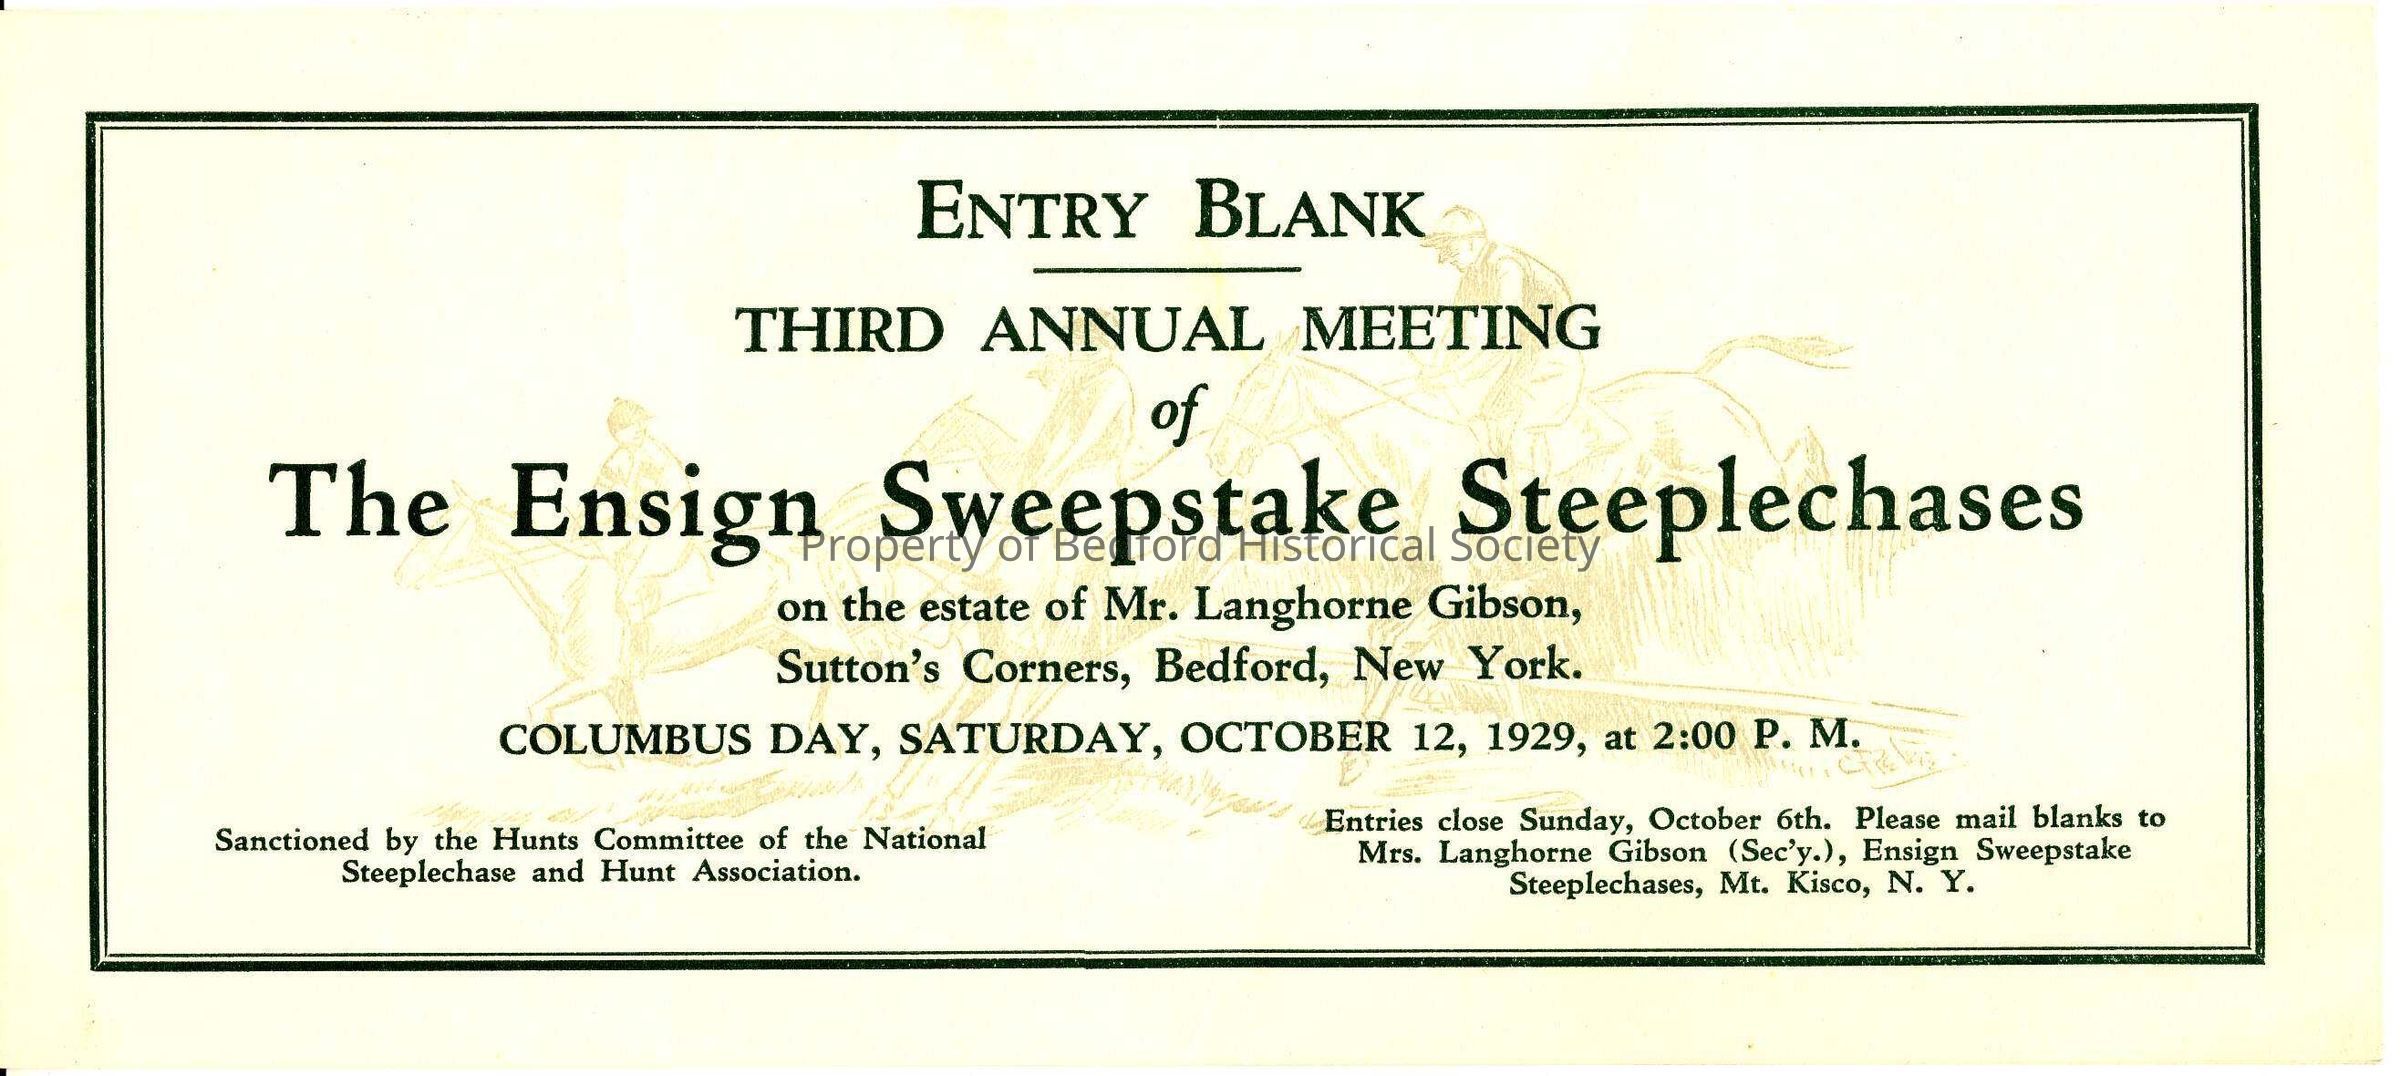 ENTRY BLANK
THIRD ANNUAL MEETING
of
The Ensign Sweepstake Steeplechases
Property of Bedford Historical Society
on the estate of Mr. Langhorne Gibson,
Sutton's Corners, Bedford, New York.
COLUMBUS DAY, SATURDAY, OCTOBER 12, 1929, at 2:00 P. M.
Sanctioned by the Hunts Committee of the National
Steeplechase and Hunt Association.
Entries close Sunday, October 6th. Please mail blanks to
Mrs. Langhorne Gibson (Sec'y.), Ensign Sweepstake
Steeplechases, Mt. Kisco, N. Y.